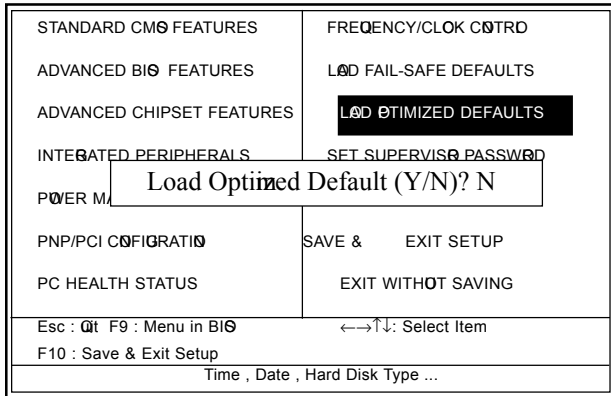 STANDARD CMOS FEATURES
FREQUENCY/CLOCK CONTROL
ADVANCED BIOS FEATURES
LOAD FAIL-SAFE DEFAULTS
ADVANCED CHIPSET FEATURES
LOAD OPTIMIZED DEFAULTS
INTEGRATED PERIPHERALS
SET SUPERVISOR PASSWORD
Load Optimized Default (Y/N)? N
POWER MA
PNP/PCI CONFIGURATION
SAVE & EXIT SETUP
PC HEALTH STATUS
EXIT WITHOUT SAVING
Esc : Quit F9 : Menu in BIOS
←→↑↓: Select Item
F10 : Save & Exit Setup
Time , Date , Hard Disk Type ...